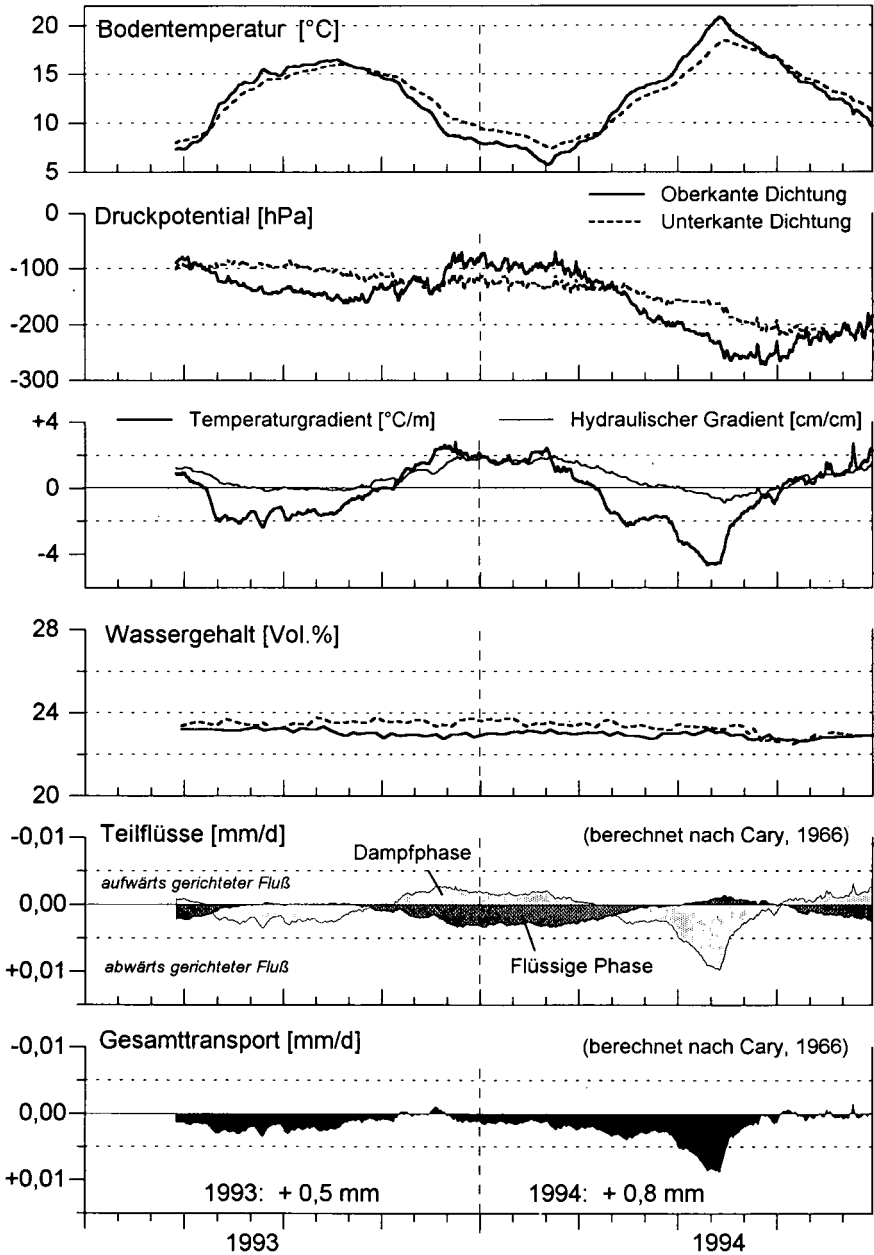 Bodentemperatur [°C]
20
15
10
5
Oberkante Dichtung
Unterkante Dichtung
Druckpotential [hPa]
0
-100
-200
-300
Temperaturgradient [°C/m]
Hydraulischer Gradient [cm/cm]
+4
0
-4
Wassergehalt [Vol.%]
28
24
20
Teilflüsse [mm/d]
(berechnet nach Cary, 1966)
-0,01
0,00
+0,01
Dampfphase
aufwärts gerichteter Fluß
Flüssige Phase
abwärts gerichteter Fluß
Gesamttransport [mm/d]
(berechnet nach Cary, 1966)
-0,01
0,00
+0,01
1993: + 0,5 mm
1994: + 0,8 mm
1993
1994